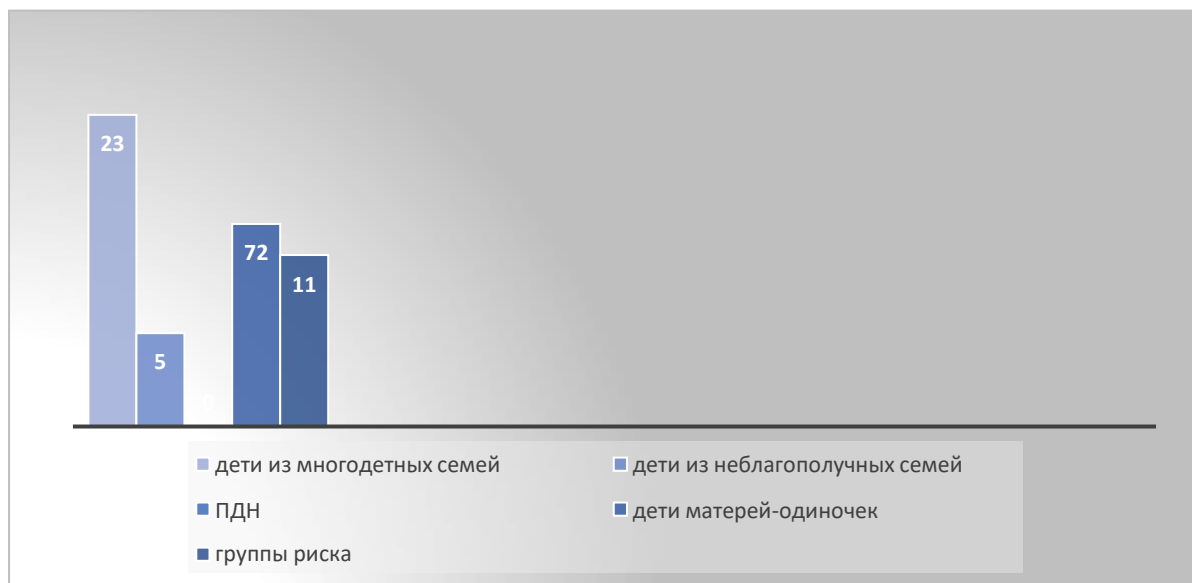 23
5
0
72
11
дети из многодетных семей
дети из неблагополучных семей
ПДН
дети матерей-одиночек
группы риска